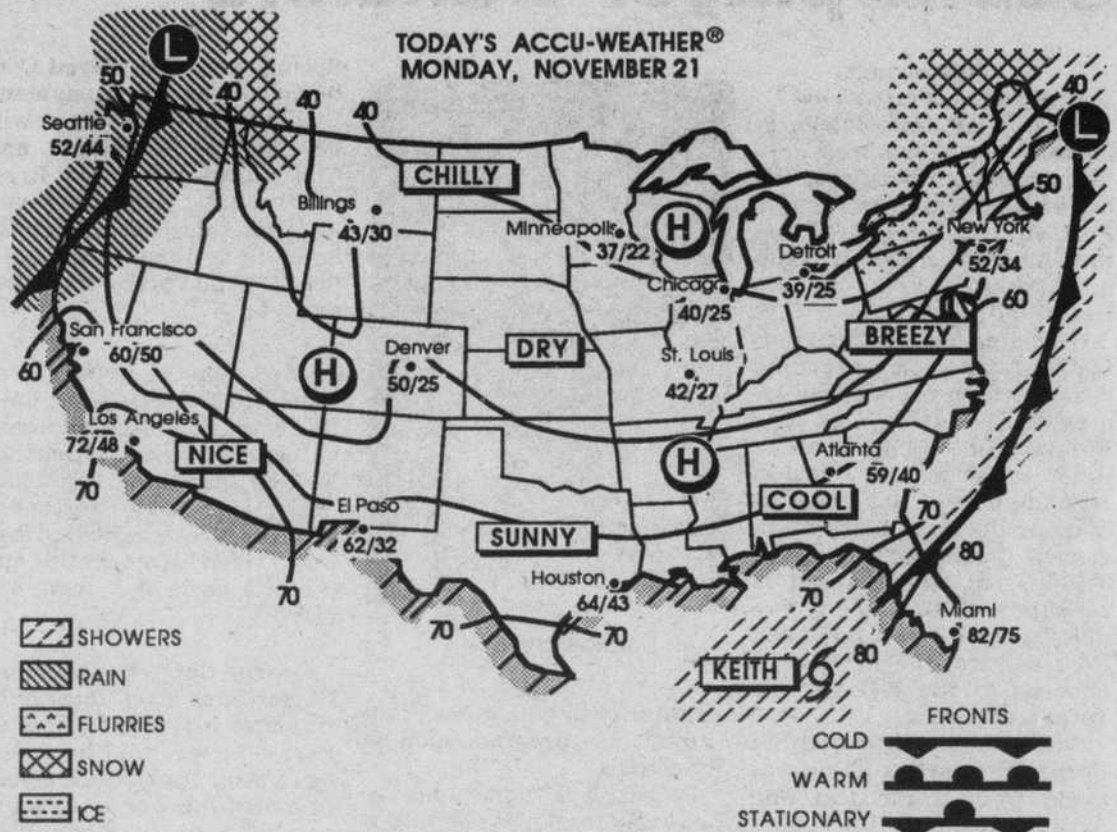 TODAY'S ACCU-WEATHER®
MONDAY, NOVEMBER 21
L
50
40
40
40
40
L
Seattle
52/44
CHILLY
50
Billings
43/30
Minneapolis
37/22
H
Detroit
39/25
New York
52/34
Chicago
40/25
60
San Francisco
60/50
60
H
Denver
50/25
DRY
St. Louis
42/27
BREEZY
Los Angeles
72/48
70
NICE
H
Atlanta
59/40
El Paso
62/32
SUNNY
COOL
70
80
70
Houston
64/43
70
70
70
Miami
82/75
80
KEITH
SHOWERS
RAIN
FLURRIES
SNOW
ICE
FRONTS
COLD
WARM
STATIONARY